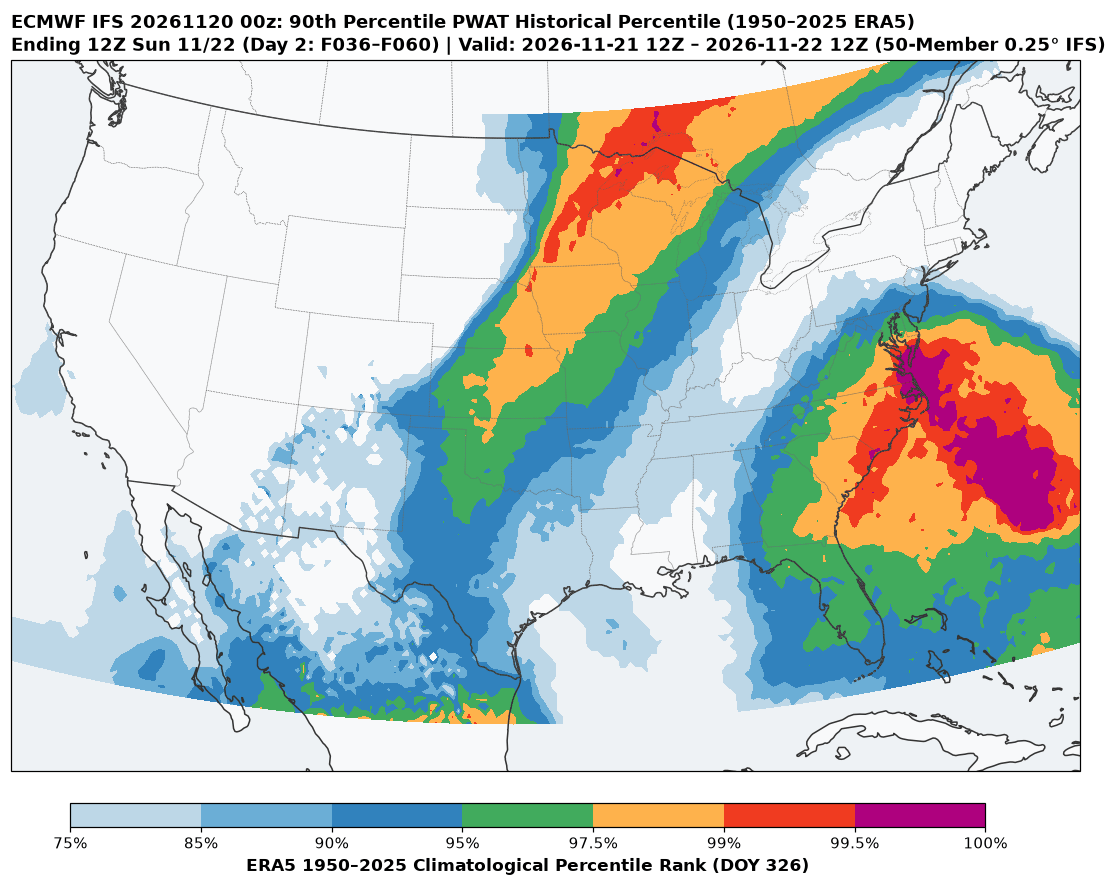 ECMWF IFS 20261120 00z: 90th Percentile PWAT Historical Percentile (1950–2025 ERA5)
Ending 12Z Sun 11/22 (Day 2: F036–F060) | Valid: 2026-11-21 12Z – 2026-11-22 12Z (50-Member 0.25° IFS)
75% 85% 90% 95% 97.5% 99% 99.5% 100%
ERA5 1950–2025 Climatological Percentile Rank (DOY 326)